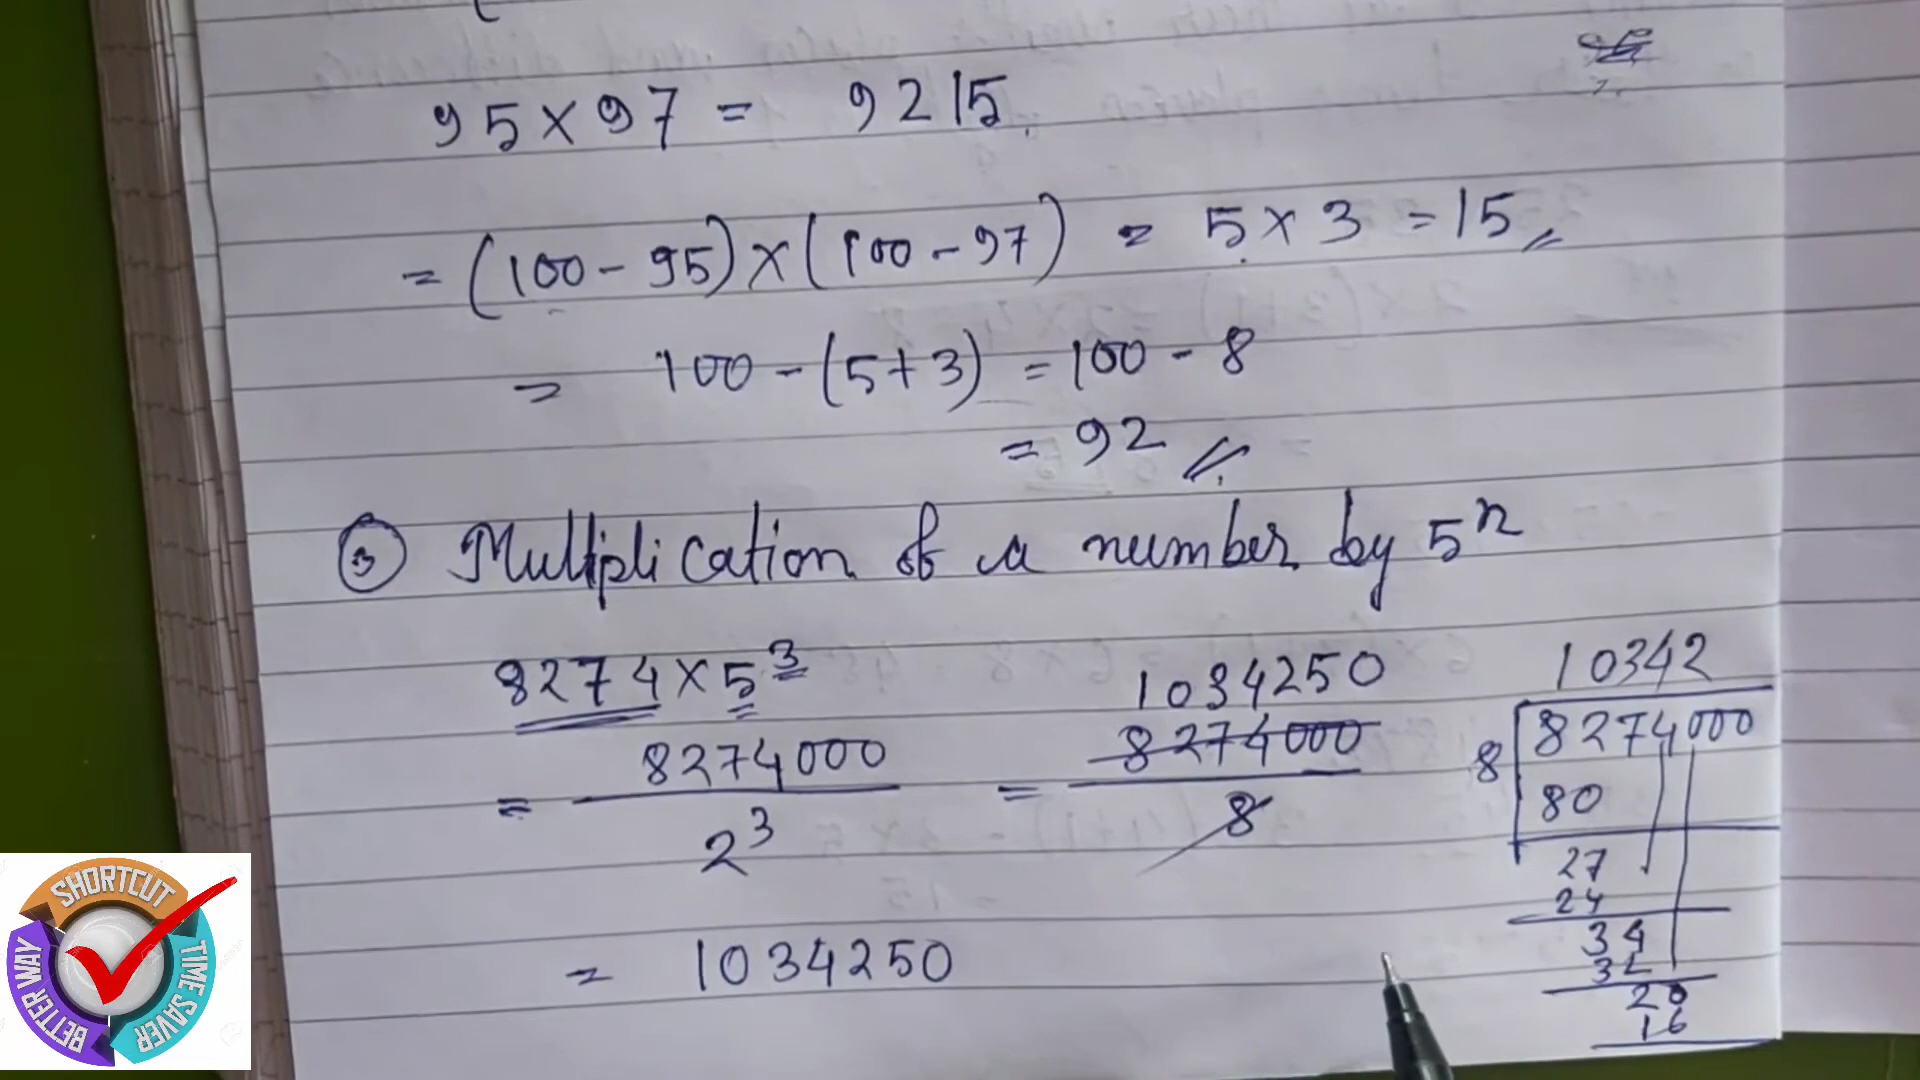 95 × 97 = 9215
= (100 - 95) × (100 - 97) = 5 × 3 = 15
= 100 - (5 + 3) = 100 - 8
= 92
③ Multiplication of a number by 5ⁿ
8274 × 5³
= 8274000 / 2³ = 8274000 / 8
1034250
= 1034250
10342
8 8274000
80
27
24
34
32
20
16
SHORTCUT
TIME SAVER
BETTER WAY